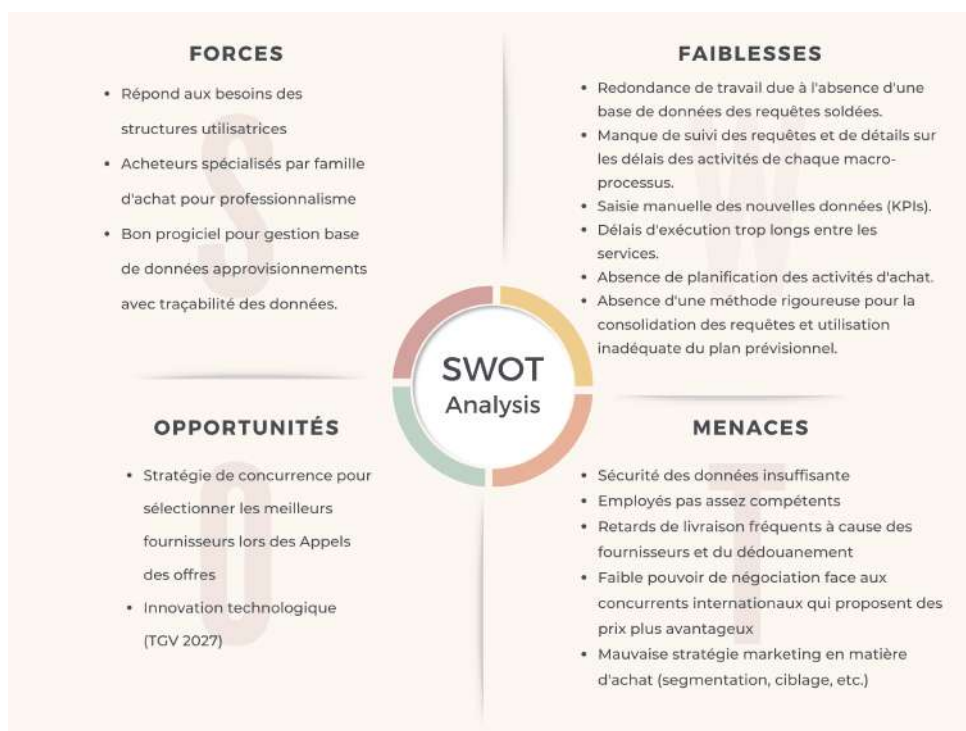 FORCES
• Répond aux besoins des
structures utilisatrices
• Acheteurs spécialisés par famille
d'achat pour professionnalisme
• Bon progiciel pour gestion base
de données approvisionnements
avec traçabilité des données.
FAIBLESSES
• Redondance de travail due à l'absence d'une
base de données des requêtes soldées.
• Manque de suivi des requêtes et de détails sur
les délais des activités de chaque macro-
processus.
• Saisie manuelle des nouvelles données (KPIs).
• Délais d'exécution trop longs entre les
services.
• Absence de planification des activités d'achat.
• Absence d'une méthode rigoureuse pour la
consolidation des requêtes et utilisation
inadéquate du plan prévisionnel.
SWOT
Analysis
OPPORTUNITÉS
• Stratégie de concurrence pour
sélectionner les meilleurs
fournisseurs lors des Appels
des offres
• Innovation technologique
(TGV 2027)
MENACES
• Sécurité des données insuffisante
• Employés pas assez compétents
• Retards de livraison fréquents à cause des
fournisseurs et du dédouanement
• Faible pouvoir de négociation face aux
concurrents internationaux qui proposent des
prix plus avantageux
• Mauvaise stratégie marketing en matière
d'achat (segmentation, ciblage, etc.)
S
W
O
T